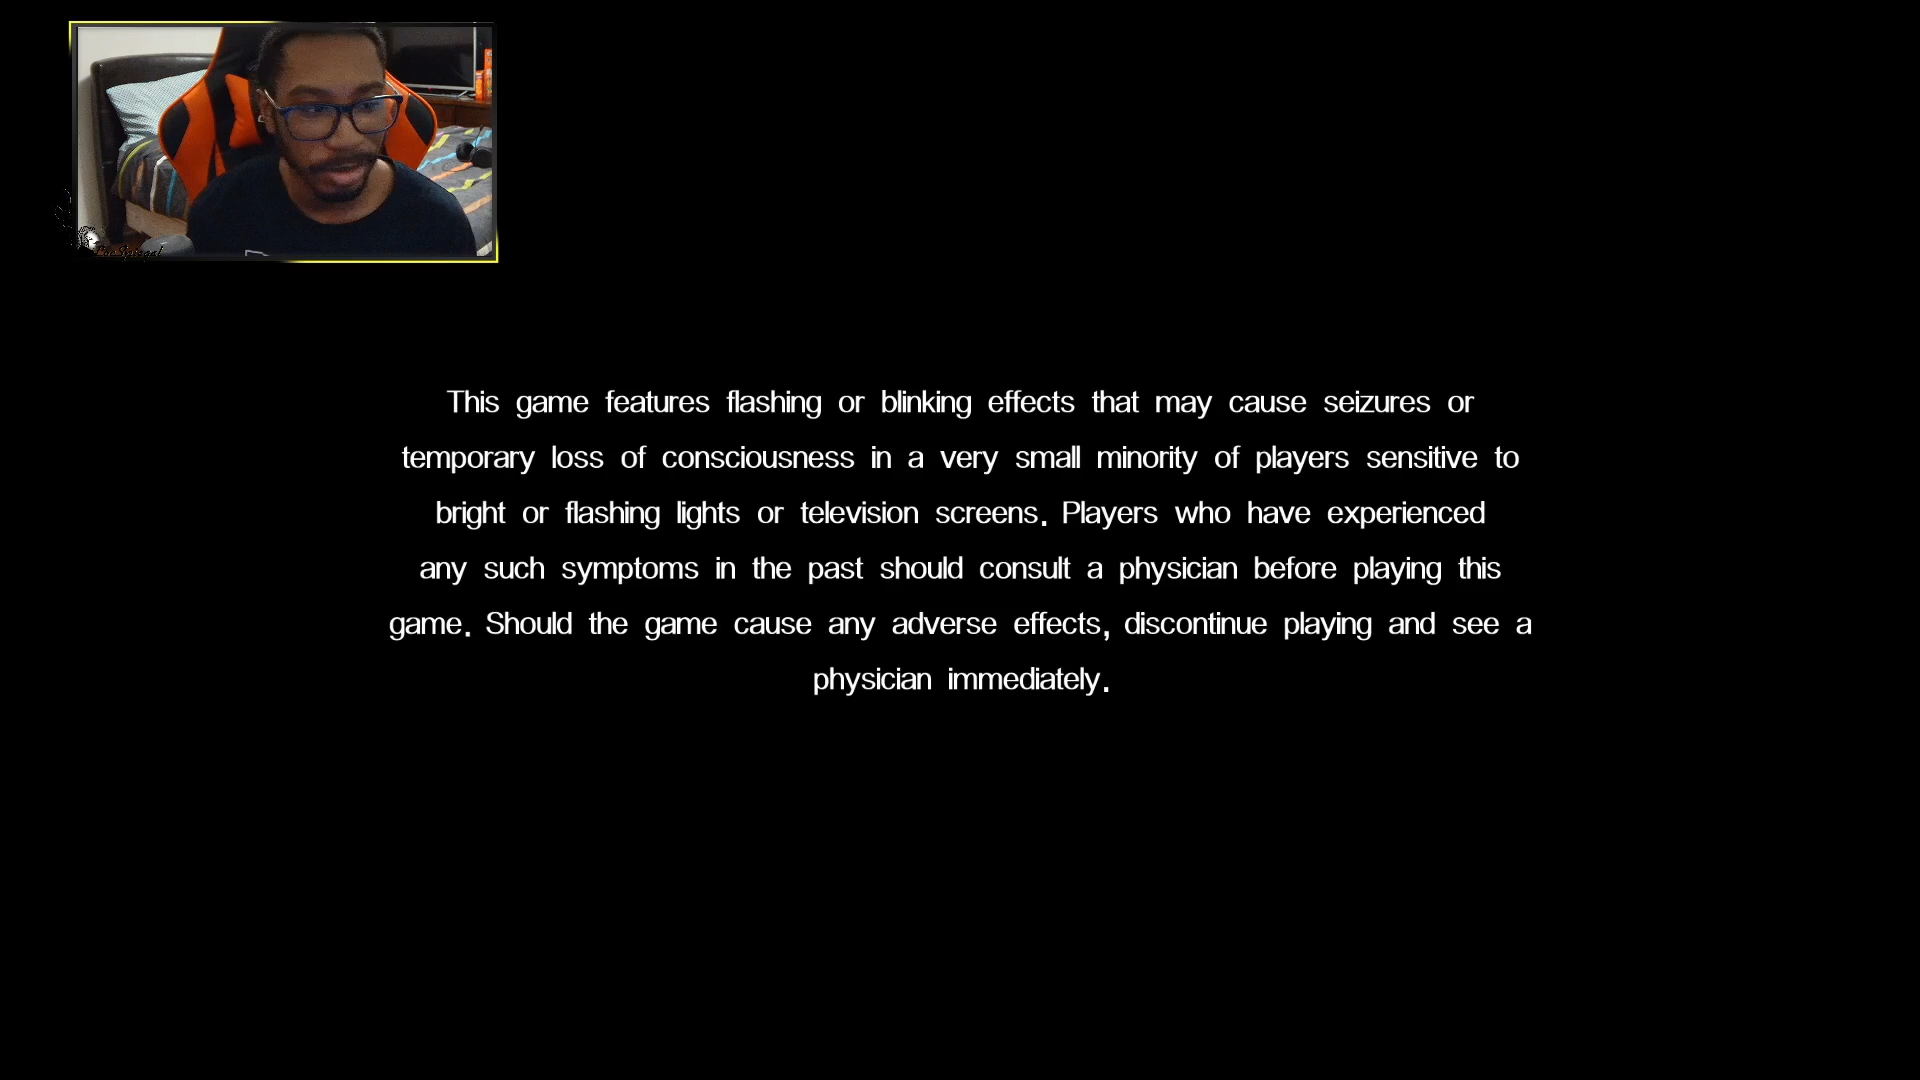 This game features flashing or blinking effects that may cause seizures or
temporary loss of consciousness in a very small minority of players sensitive to
bright or flashing lights or television screens. Players who have experienced
any such symptoms in the past should consult a physician before playing this
game. Should the game cause any adverse effects, discontinue playing and see a
physician immediately.